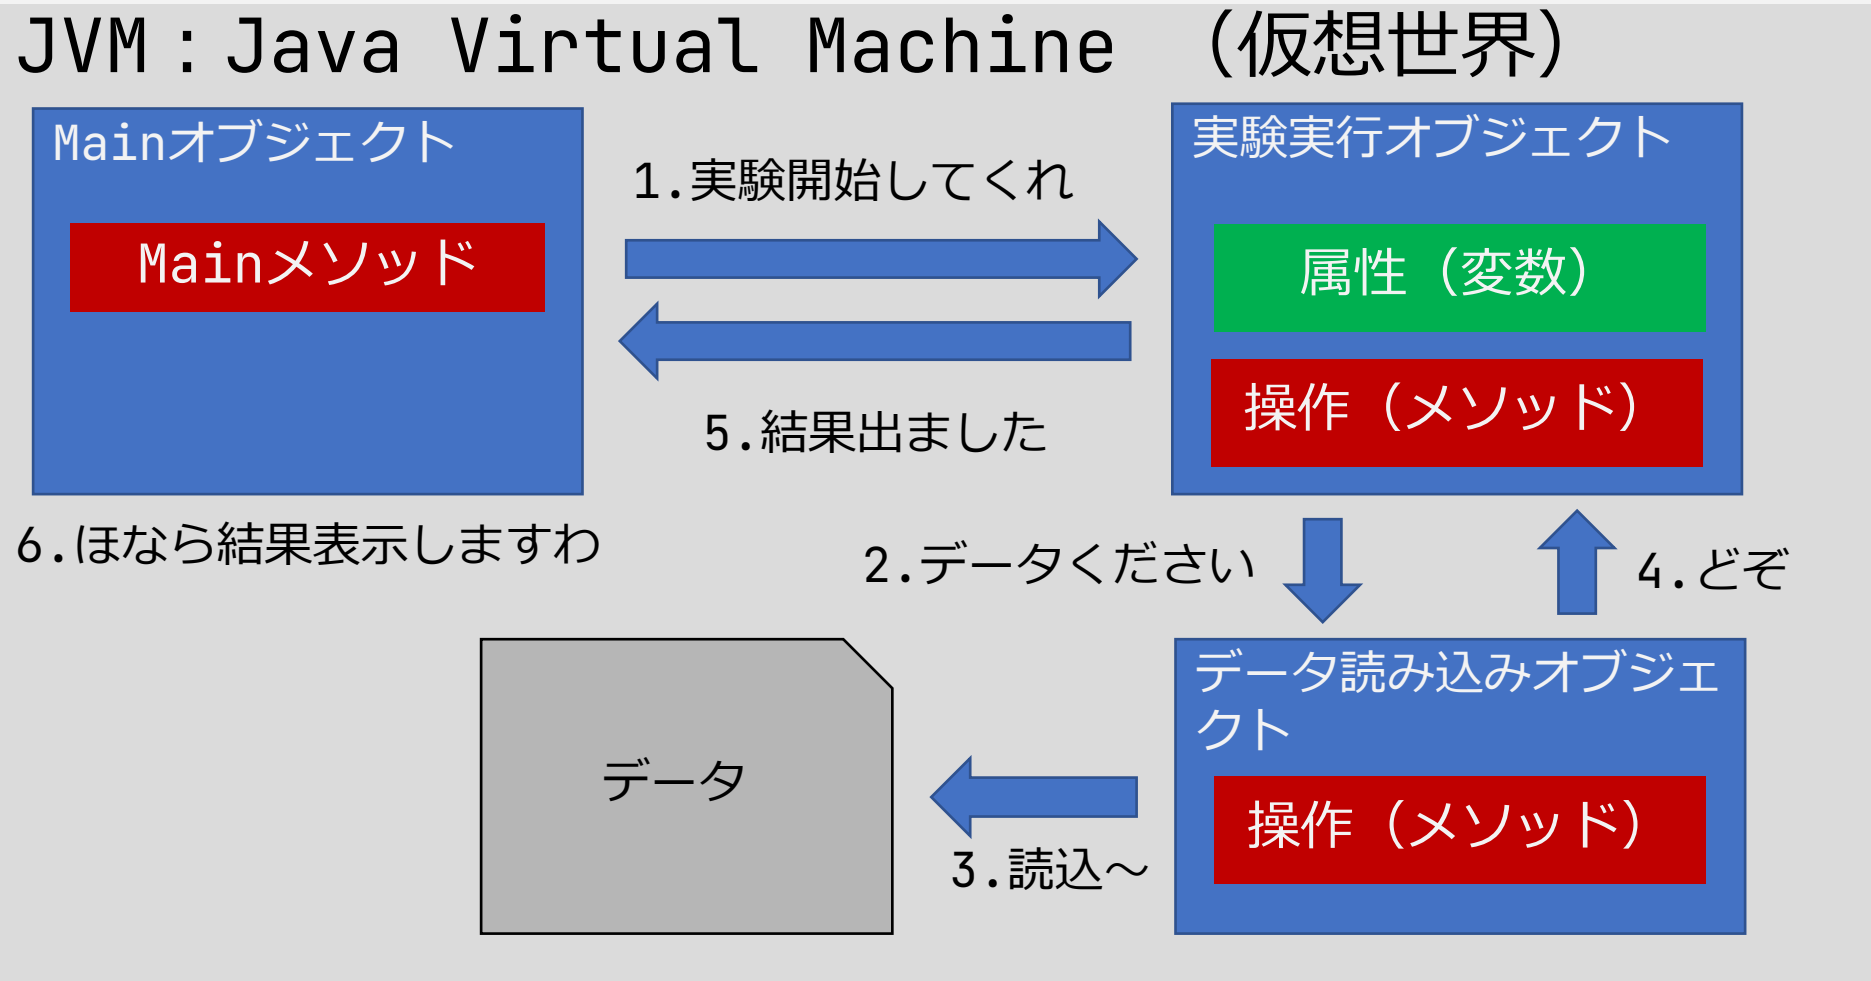 JVM：Java Virtual Machine （仮想世界）
Mainオブジェクト
Mainメソッド
1.実験開始してくれ
5.結果出ました
実験実行オブジェクト
属性（変数）
操作（メソッド）
6.ほなら結果表示しますわ
2.データください
4.どぞ
データ
3.読込～
データ読み込みオブジェ
クト
操作（メソッド）